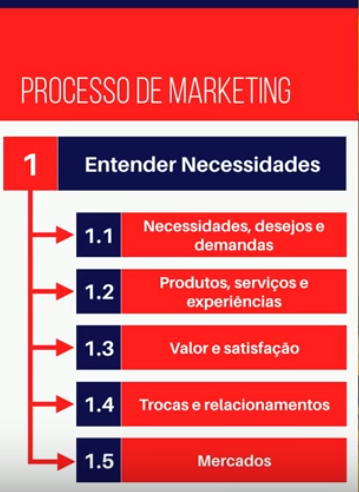 PROCESSO DE MARKETING
1
Entender Necessidades
1.1
Necessidades, desejos e
demandas
1.2
Produtos, serviços e
experiências
1.3
Valor e satisfação
1.4
Trocas e relacionamentos
1.5
Mercados